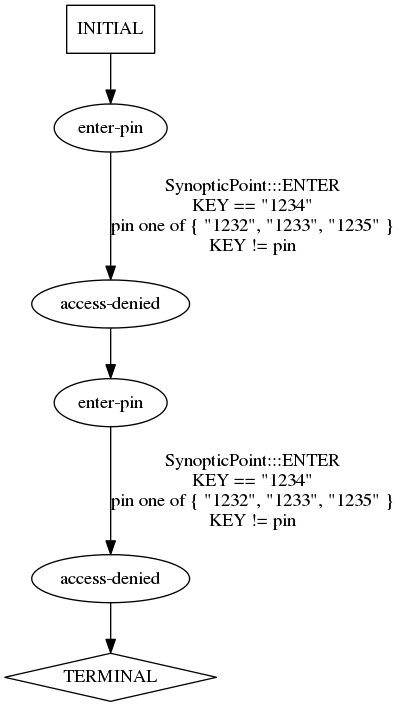 INITIAL
enter-pin
SynopticPoint:::ENTER
KEY == "1234"
pin one of { "1232", "1233", "1235" }
KEY != pin
access-denied
enter-pin
SynopticPoint:::ENTER
KEY == "1234"
pin one of { "1232", "1233", "1235" }
KEY != pin
access-denied
TERMINAL